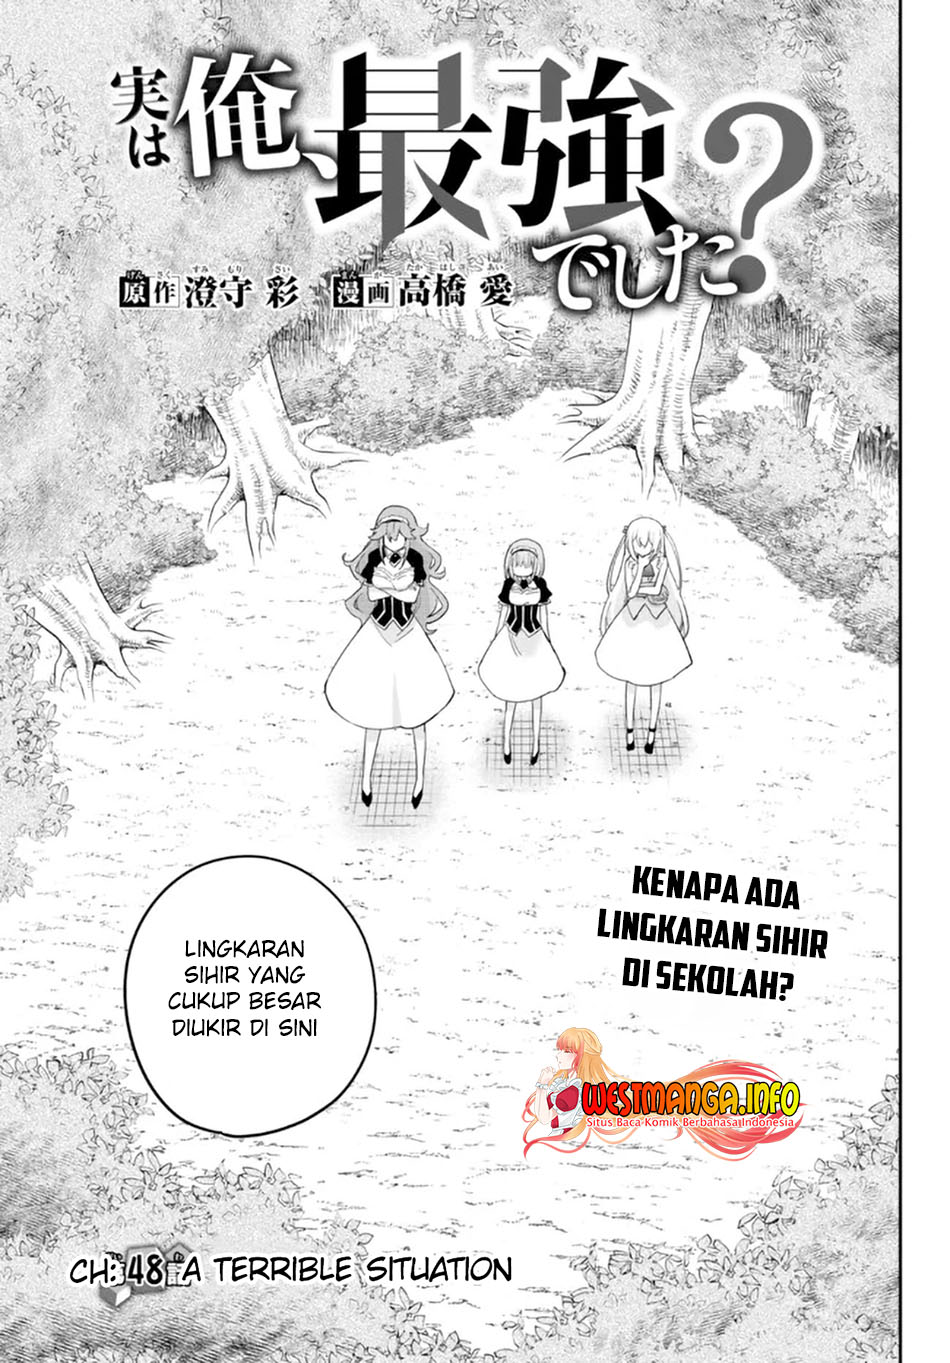 実は俺、最強でした？
原作 澄守 彩 漫画 高橋 愛
KENAPA ADA
LINGKARAN SIHIR
DI SEKOLAH?
LINGKARAN
SIHIR YANG
CUKUP BESAR
DIUKIR DI SINI
WESTMANGA.INFO
Situs Baca Komik Berbahasa Indonesia
CH: 48 A TERRIBLE SITUATION